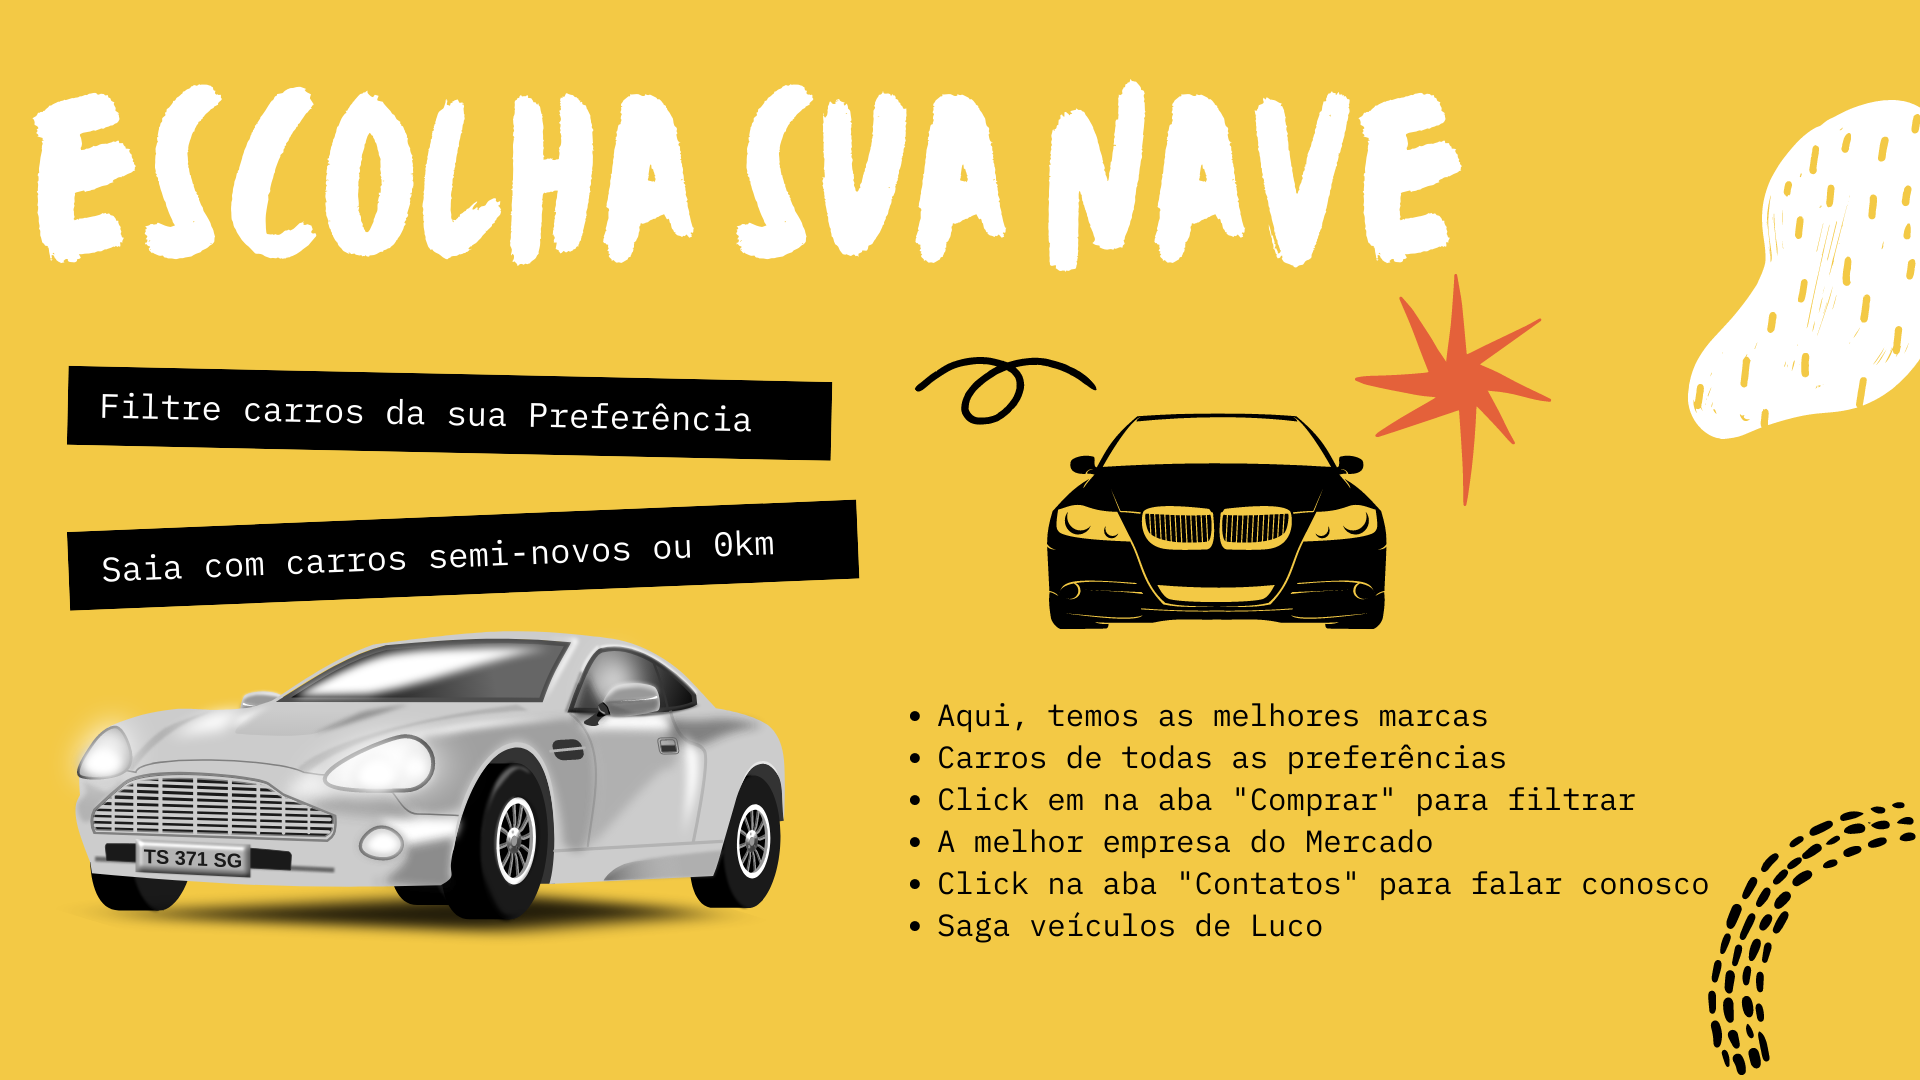 ESCOLHA SUA NAVE
Filtre carros da sua Preferência
Saia com carros semi-novos ou 0km
TS 371 SG
• Aqui, temos as melhores marcas
• Carros de todas as preferências
• Click em na aba "Comprar" para filtrar
• A melhor empresa do Mercado
• Click na aba "Contatos" para falar conosco
• Saga veículos de Luco